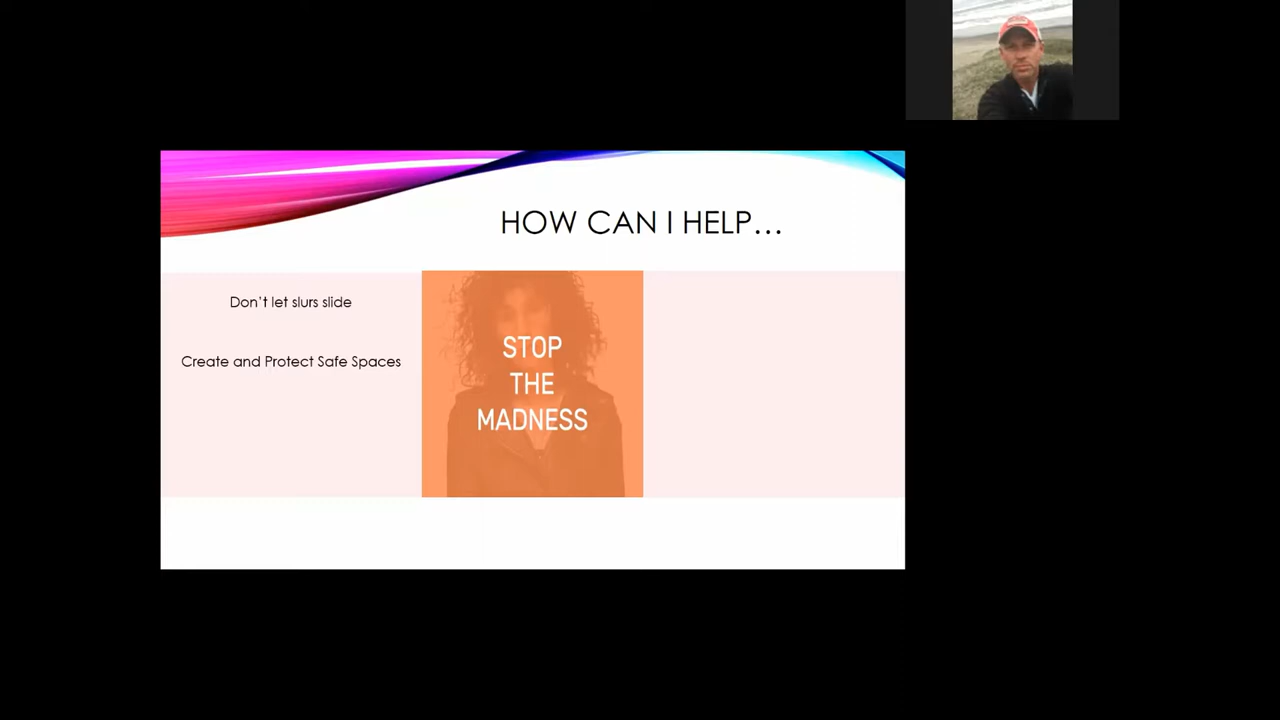 HOW CAN I HELP...
Don't let slurs slide
Create and Protect Safe Spaces
STOP
THE
MADNESS